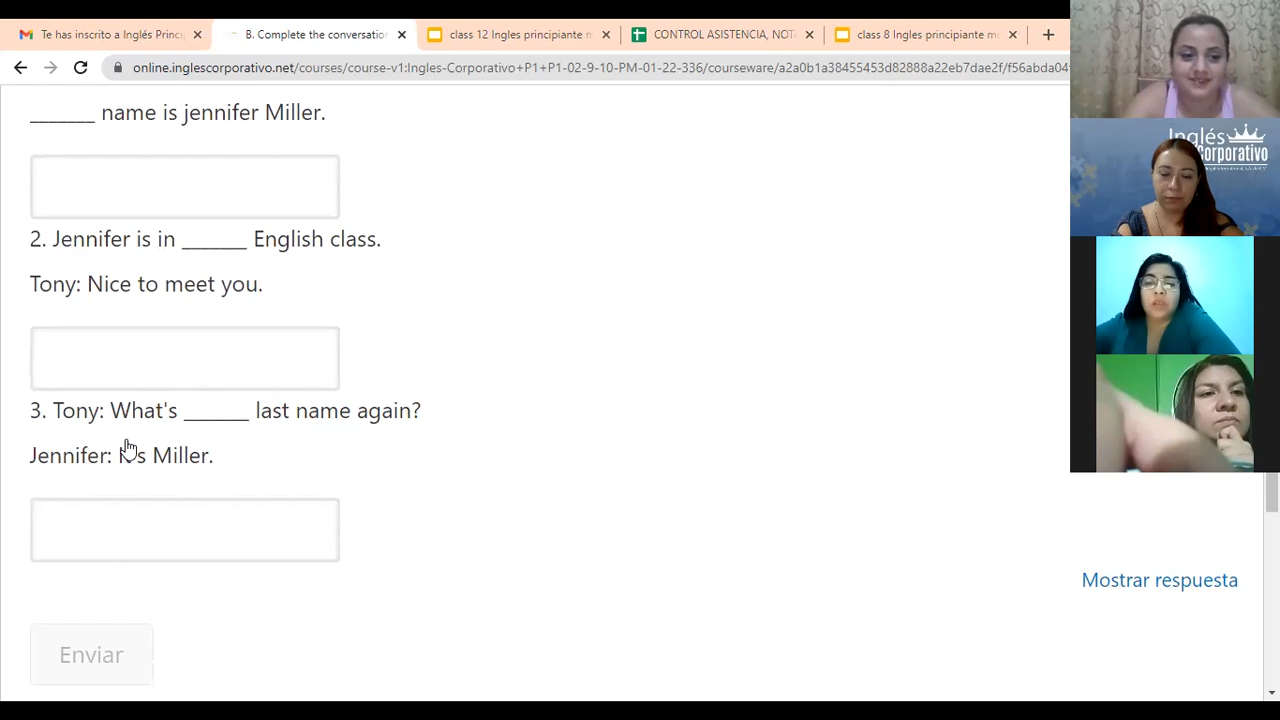 Te has inscrito a Inglés Princi
B. Complete the conversation
class 12 Ingles principiante m
CONTROL ASISTENCIA, NOT
class 8 Ingles principiante m
online.inglescorporativo.net/courses/course-v1:Ingles-Corporativo+P1+P1-02-9-10-PM-01-22-336/courseware/a2a0b1a38455453d82888a22eb7dae2f/f56abda04
_______ name is jennifer Miller.
2. Jennifer is in _______ English class.
Tony: Nice to meet you.
3. Tony: What's _______ last name again?
Jennifer: It's Miller.
Mostrar respuesta
Enviar
Inglés
Corporativo